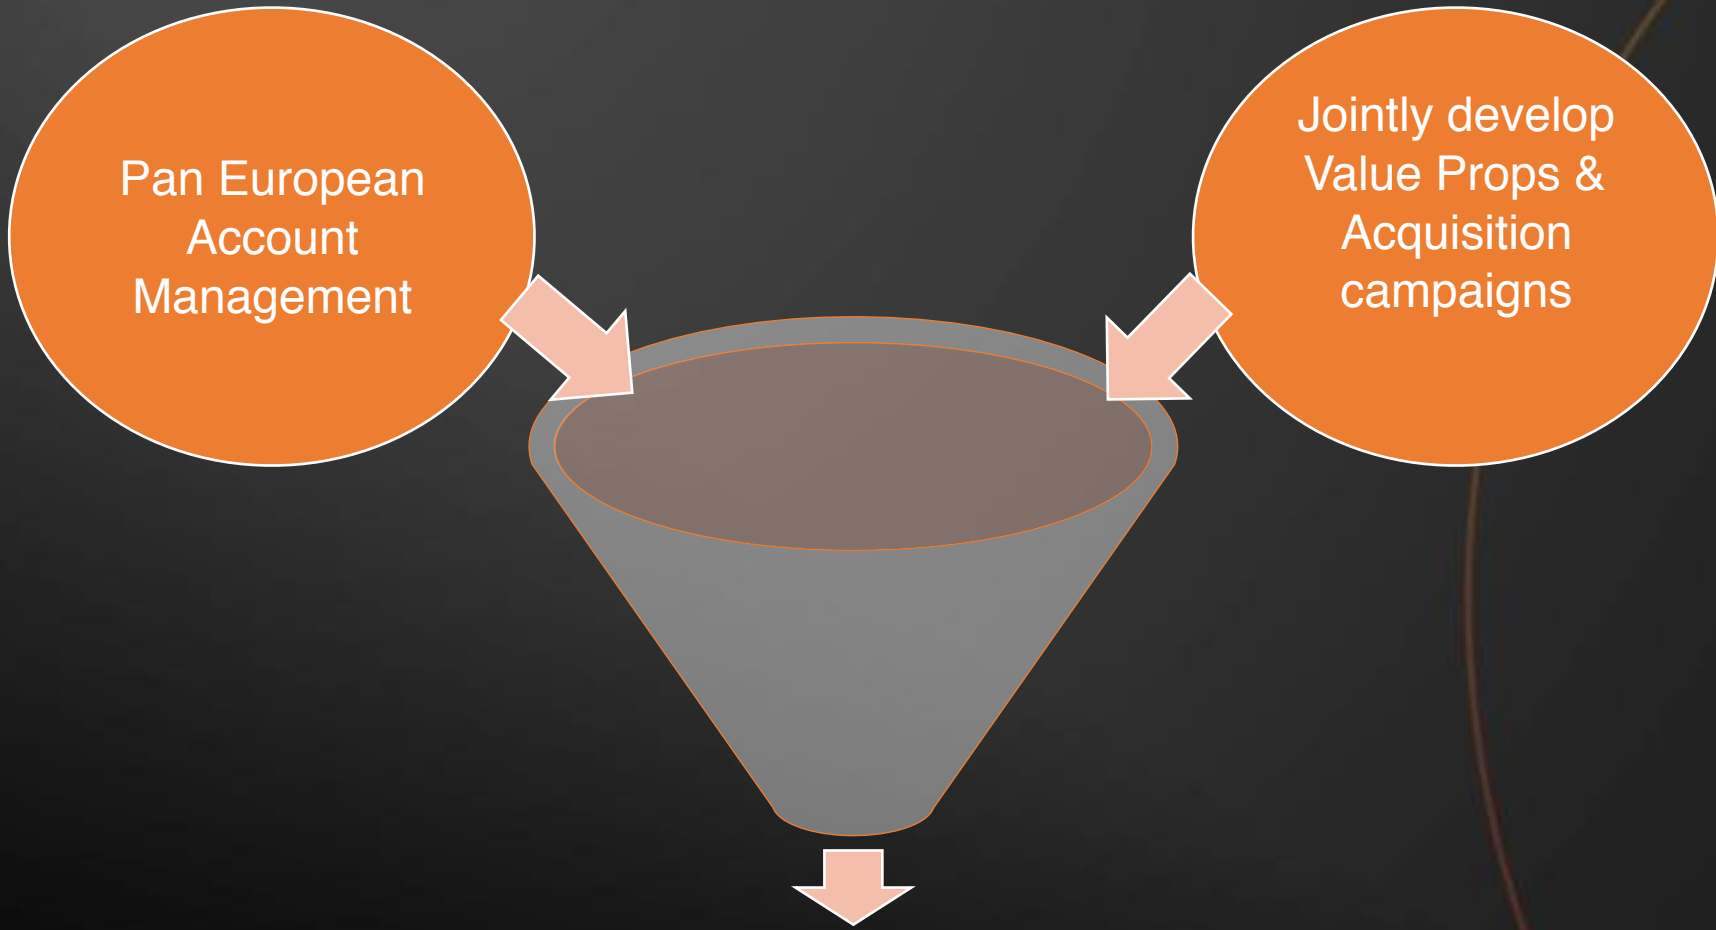 Pan European
Account
Management
Jointly develop
Value Props &
Acquisition
campaigns